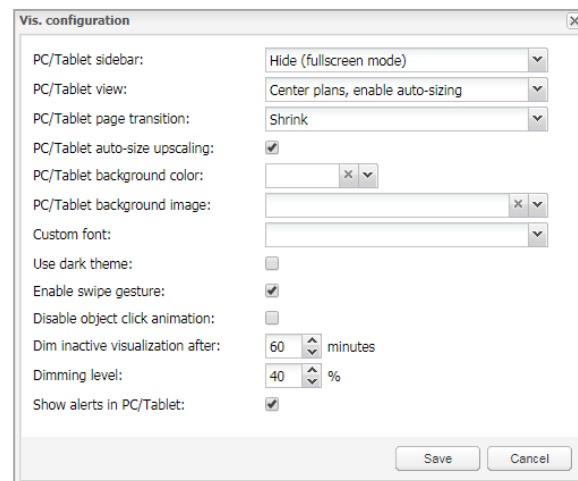 Vis. configuration
PC/Tablet sidebar: Hide (fullscreen mode)
PC/Tablet view: Center plans, enable auto-sizing
PC/Tablet page transition: Shrink
PC/Tablet auto-size upscaling:
PC/Tablet background color:
PC/Tablet background image:
Custom font:
Use dark theme:
Enable swipe gesture:
Disable object click animation:
Dim inactive visualization after: 60 minutes
Dimming level: 40 %
Show alerts in PC/Tablet:
Save Cancel